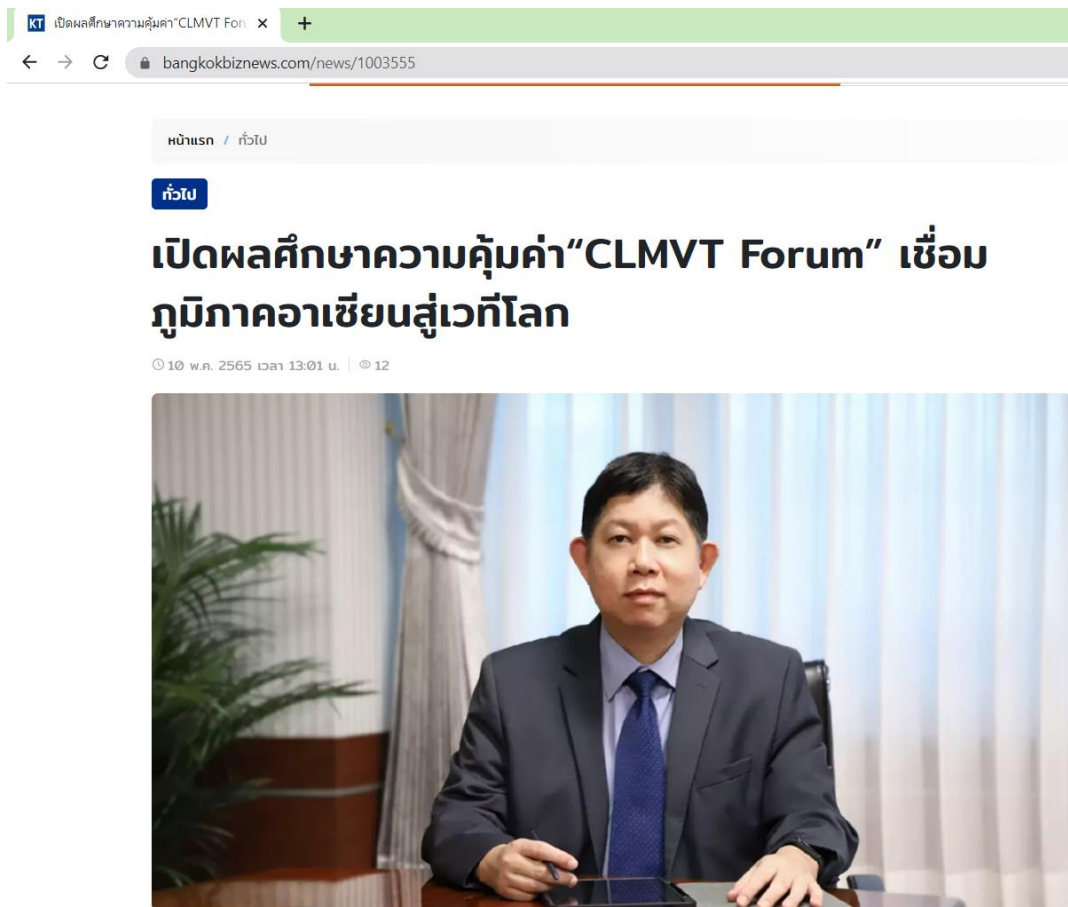 KT เปิดผลศึกษาความคุ้มค่า"CLMVT For
bangkokbiznews.com/news/1003555
หน้าแรก / ทั่วไป
ทั่วไป
เปิดผลศึกษาความคุ้มค่า“CLMVT Forum” เชื่อม
ภูมิภาคอาเซียนสู่เวทีโลก
10 พ.ค. 2565 เวลา 13:01 น. | 12